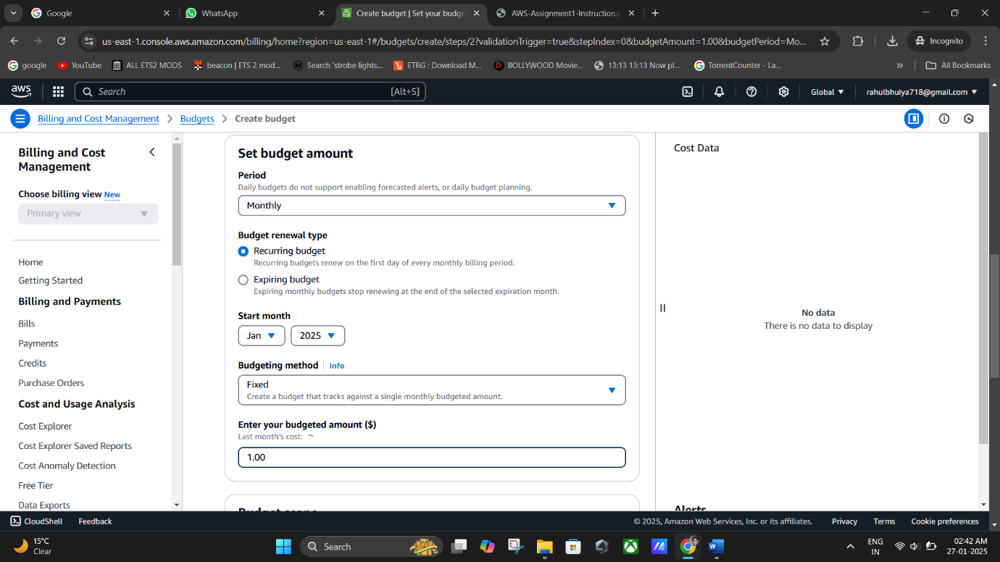 Google
WhatsApp
Create budget | Set your budge
AWS-Assignment1-Instruction.p
us-east-1.console.aws.amazon.com/billing/home?region=us-east-1#/budgets/create/steps/2?validationTrigger=true&stepIndex=0&budgetAmount=1.00&budgetPeriod=Mo...
Incognito
google
YouTube
ALL ETS2 MODS
beacon | ETS 2 mod...
Search 'strobe lights...
ETRG : Download M...
BOLLYWOOD Movie...
13:13 13:13 Now pl...
TorrentCounter - La...
All Bookmarks
aws
Search
[Alt+S]
Global
rahulbhuiya718@gmail.com
Billing and Cost Management
Budgets
Create budget
Billing and Cost
Management
Choose billing view New
Primary view
Home
Getting Started
Billing and Payments
Bills
Payments
Credits
Purchase Orders
Cost and Usage Analysis
Cost Explorer
Cost Explorer Saved Reports
Cost Anomaly Detection
Free Tier
Data Exports
Set budget amount
Period
Daily budgets do not support enabling forecasted alerts, or daily budget planning.
Monthly
Budget renewal type
Recurring budget
Recurring budgets renew on the first day of every monthly billing period.
Expiring budget
Expiring monthly budgets stop renewing at the end of the selected expiration month.
Start month
Jan
2025
Budgeting method
Info
Fixed
Create a budget that tracks against a single monthly budgeted amount.
Enter your budgeted amount ($)
Last month's cost:
1.00
Budget scope
Cost Data
No data
There is no data to display
Alerts
CloudShell
Feedback
© 2025, Amazon Web Services, Inc. or its affiliates.
Privacy
Terms
Cookie preferences
15°C
Clear
Search
ENG
IN
02:42 AM
27-01-2025